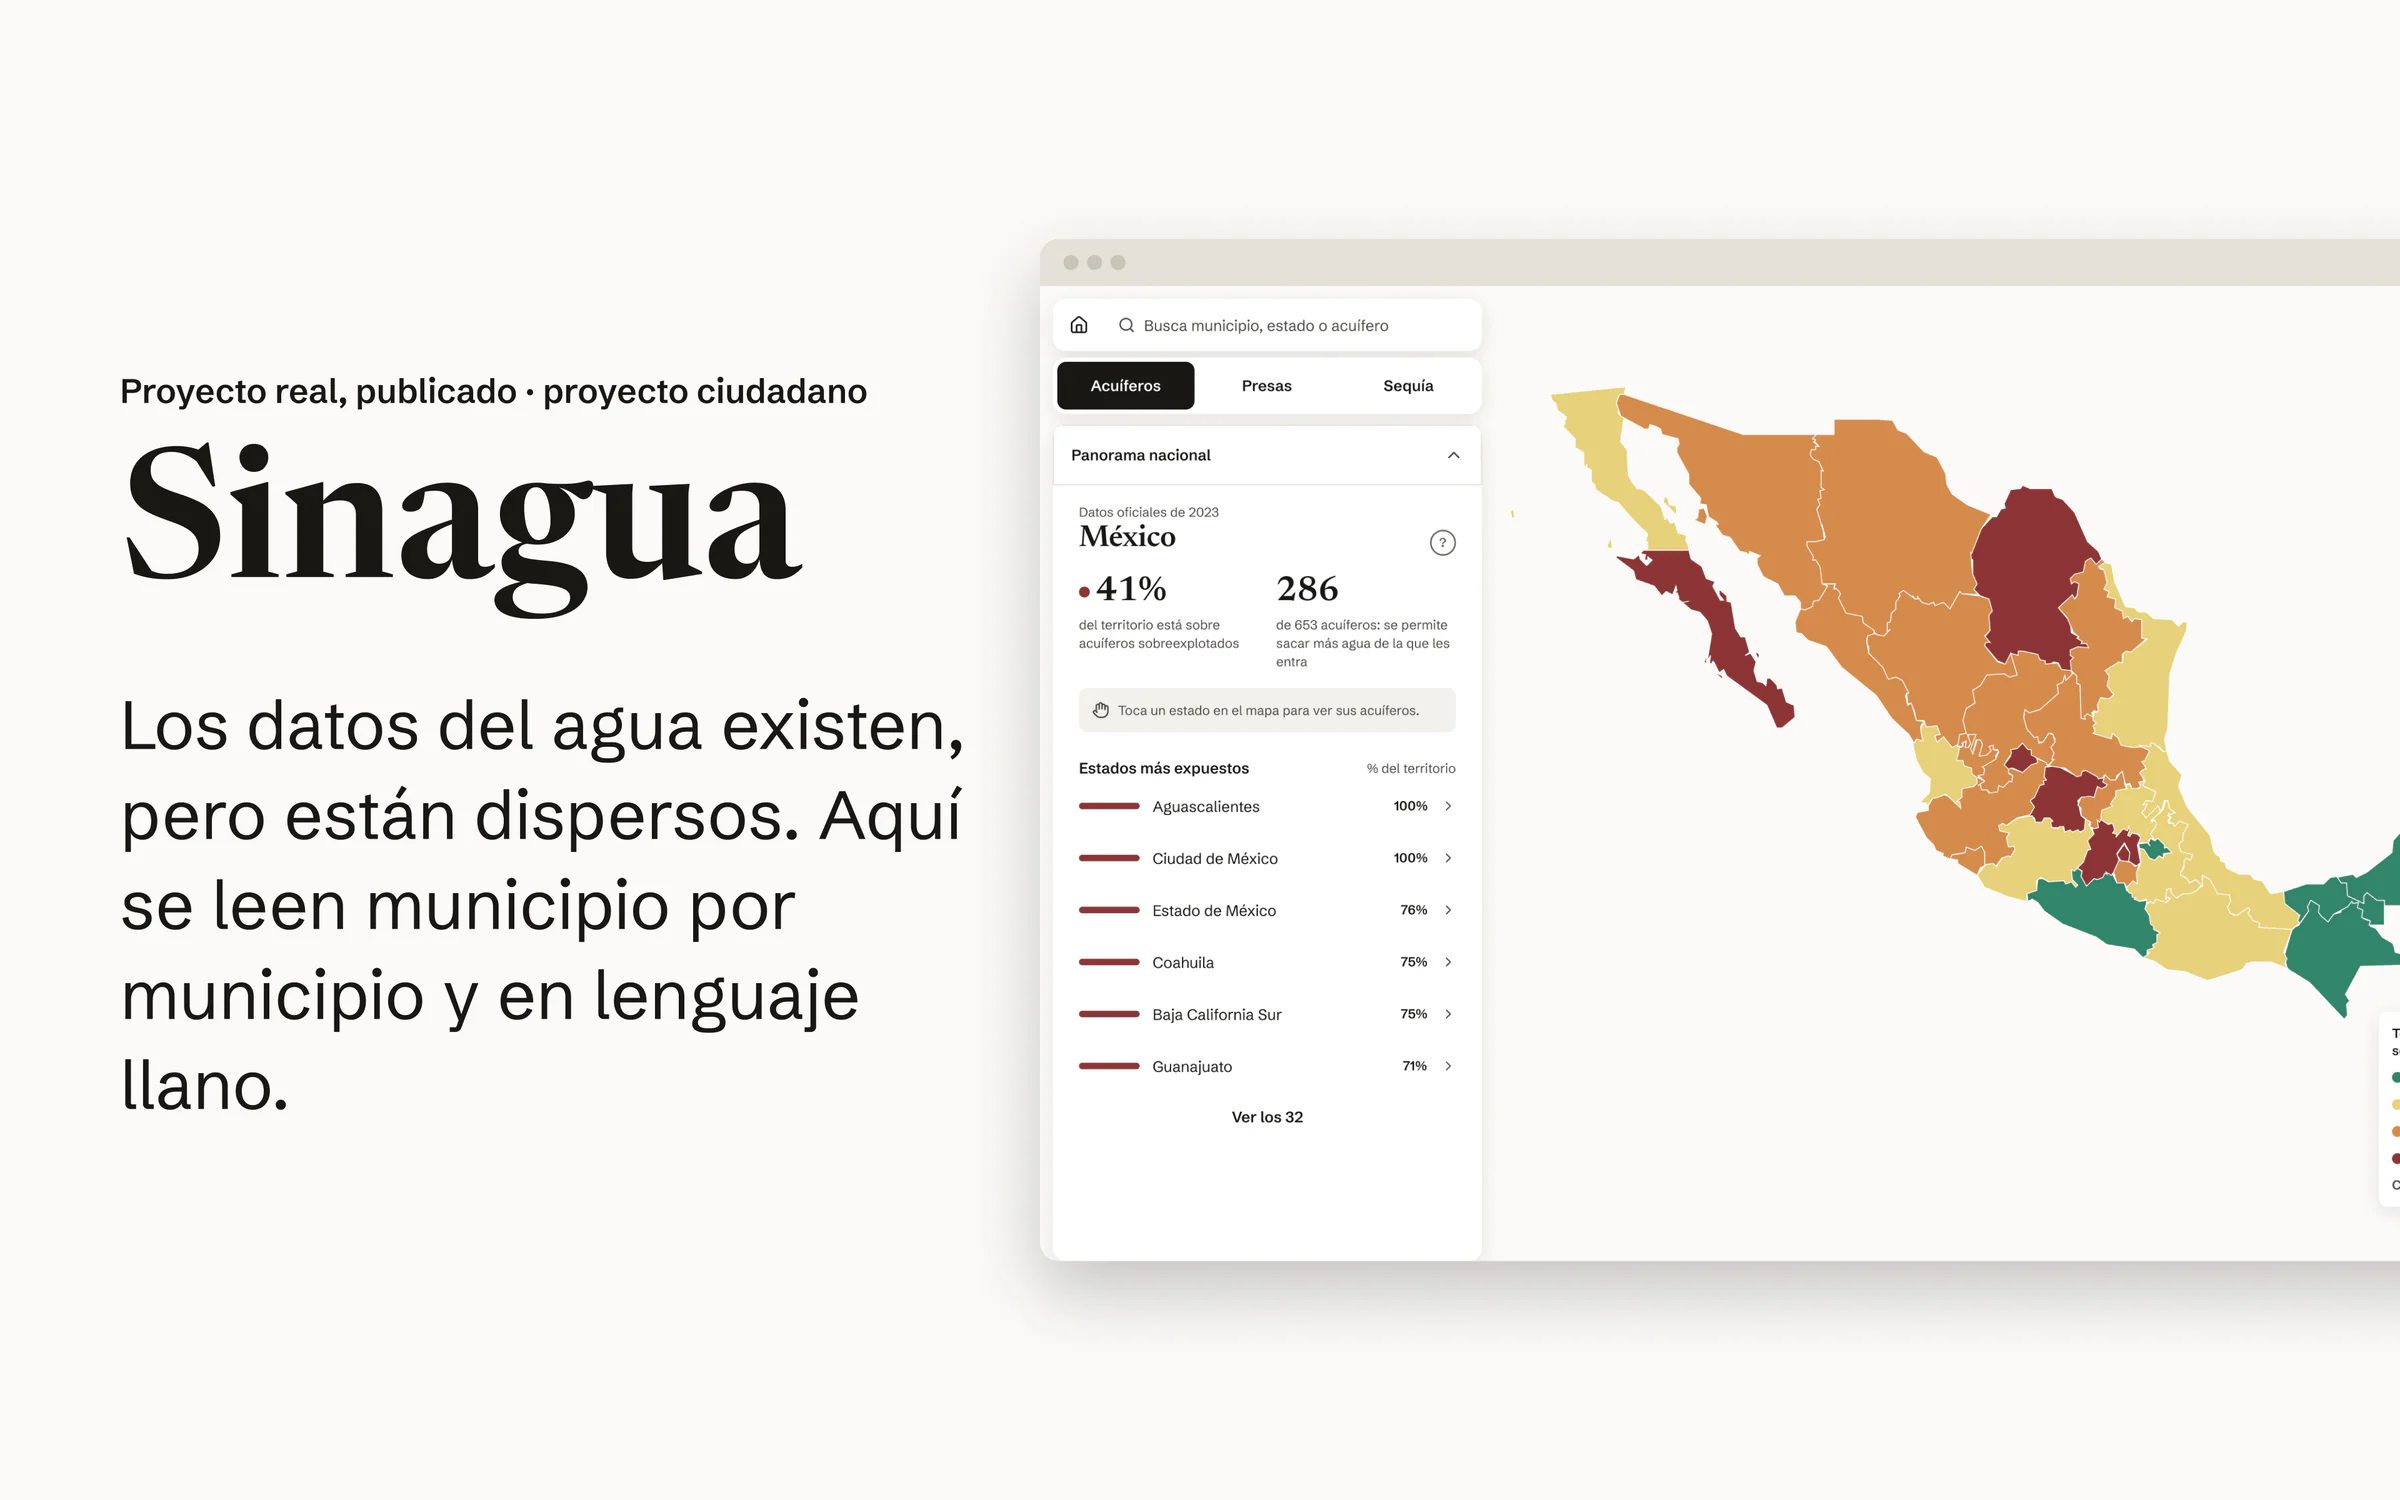 Proyecto real, publicado · proyecto ciudadano
Sinagua
Los datos del agua existen,
pero están dispersos. Aquí
se leen municipio por
municipio y en lenguaje
llano.
Busca municipio, estado o acuífero
Acuíferos
Presas
Sequía
Panorama nacional
Datos oficiales de 2023
México
?
41%
del territorio está sobre
acuíferos sobreexplotados
286
de 653 acuíferos: se permite
sacar más agua de la que les
entra
Toca un estado en el mapa para ver sus acuíferos.
Estados más expuestos
% del territorio
Aguascalientes 100%
Ciudad de México 100%
Estado de México 76%
Coahuila 75%
Baja California Sur 75%
Guanajuato 71%
Ver los 32